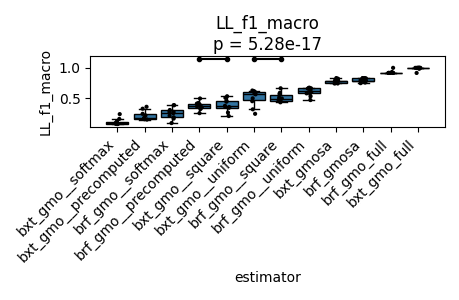 LL_f1_macro
p = 5.28e-17
LL_f1_macro
1.0
0.5
bxt_gmo__softmax
bxt_gmo__precomputed
brf_gmo__softmax
brf_gmo__precomputed
bxt_gmo__square
bxt_gmo__uniform
brf_gmo__square
brf_gmo__uniform
bxt_gmosa
brf_gmosa
brf_gmo_full
bxt_gmo_full
estimator